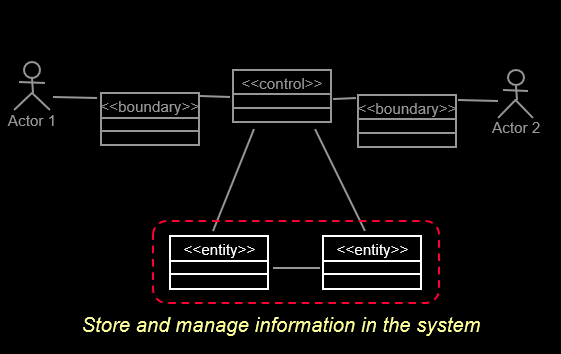 <<control>>
<<boundary>>
<<boundary>>
Actor 1
Actor 2
<<entity>>
<<entity>>
Store and manage information in the system